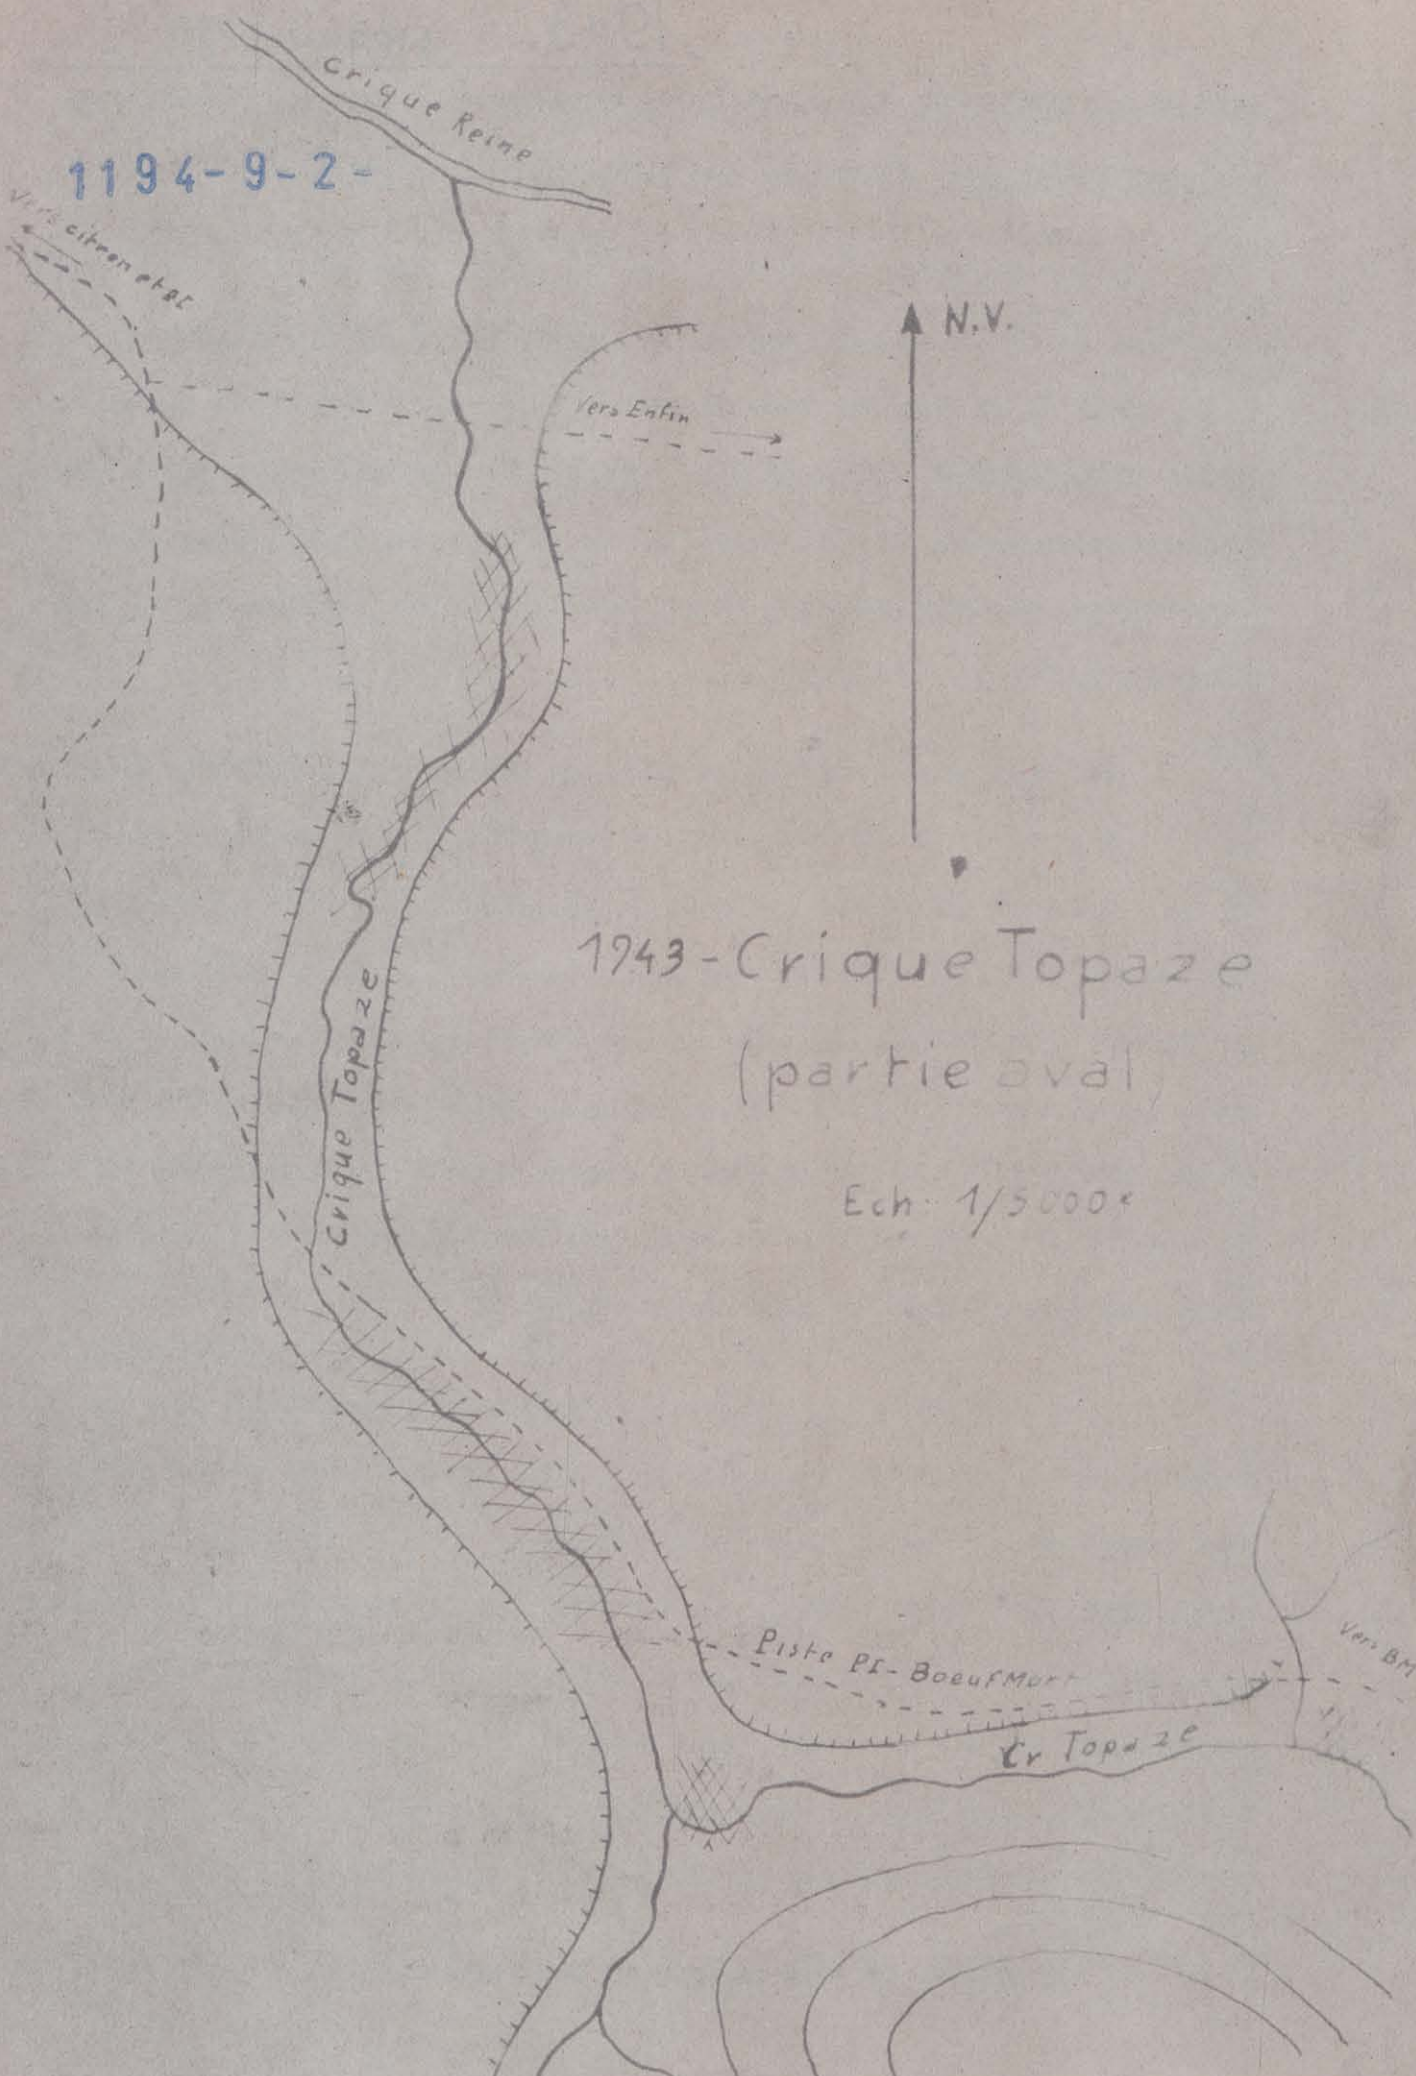 Crique Reine
1194-9-2-
Vers citron et PI
N.V.
Vers Enfin
1943 - Crique Topaze
(partie aval)
Ech: 1/5000e
Crique Topaze
Piste PI - Boeuf Mort
Vers BM
Cr Topaze